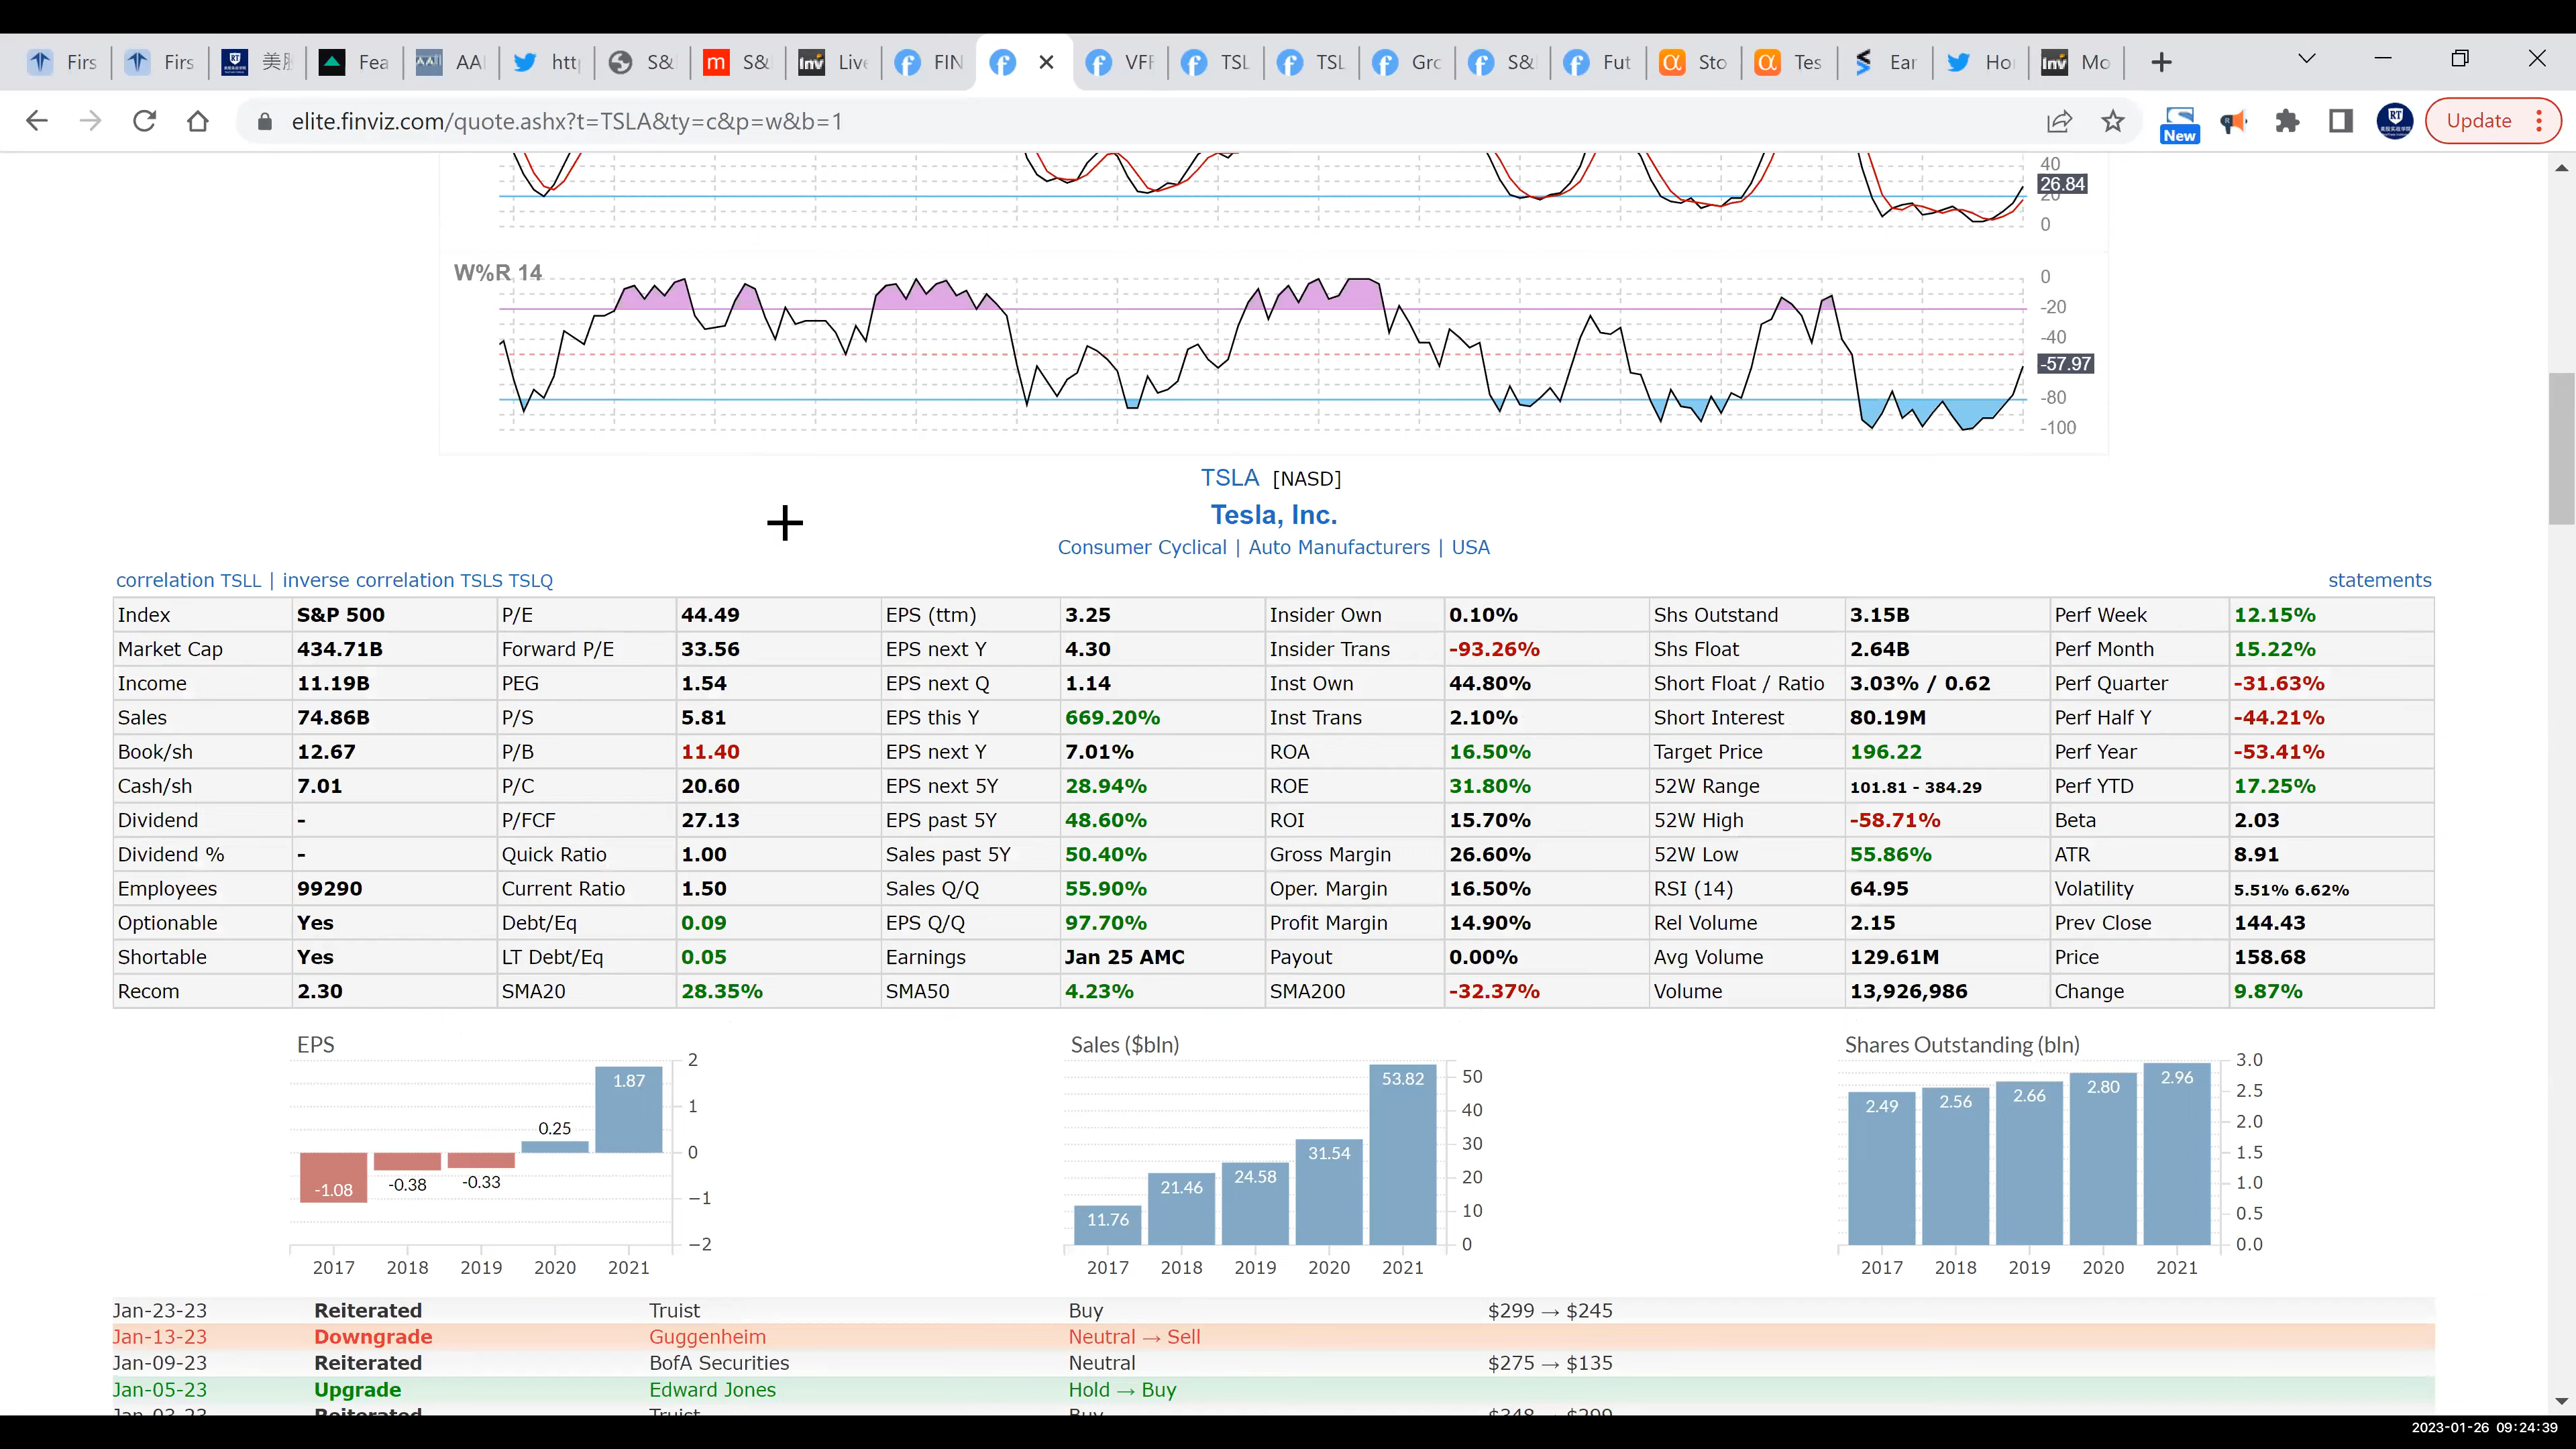 Firs Firs 美股 Fea AAI htt S&P S&P Live FIN VFF TSL TSL Gro S&P Fut Sto Tes Ear Ho Mo
elite.finviz.com/quote.ashx?t=TSLA&ty=c&p=w&b=1 New Update
40
26.84
20
0
W%R 14
0
-20
-40
-57.97
-80
-100
TSLA [NASD]
Tesla, Inc.
Consumer Cyclical | Auto Manufacturers | USA
correlation TSLL | inverse correlation TSLS TSLQ statements
Index S&P 500 P/E 44.49 EPS (ttm) 3.25 Insider Own 0.10% Shs Outstand 3.15B Perf Week 12.15%
Market Cap 434.71B Forward P/E 33.56 EPS next Y 4.30 Insider Trans -93.26% Shs Float 2.64B Perf Month 15.22%
Income 11.19B PEG 1.54 EPS next Q 1.14 Inst Own 44.80% Short Float / Ratio 3.03% / 0.62 Perf Quarter -31.63%
Sales 74.86B P/S 5.81 EPS this Y 669.20% Inst Trans 2.10% Short Interest 80.19M Perf Half Y -44.21%
Book/sh 12.67 P/B 11.40 EPS next Y 7.01% ROA 16.50% Target Price 196.22 Perf Year -53.41%
Cash/sh 7.01 P/C 20.60 EPS next 5Y 28.94% ROE 31.80% 52W Range 101.81 - 384.29 Perf YTD 17.25%
Dividend - P/FCF 27.13 EPS past 5Y 48.60% ROI 15.70% 52W High -58.71% Beta 2.03
Dividend % - Quick Ratio 1.00 Sales past 5Y 50.40% Gross Margin 26.60% 52W Low 55.86% ATR 8.91
Employees 99290 Current Ratio 1.50 Sales Q/Q 55.90% Oper. Margin 16.50% RSI (14) 64.95 Volatility 5.51% 6.62%
Optionable Yes Debt/Eq 0.09 EPS Q/Q 97.70% Profit Margin 14.90% Rel Volume 2.15 Prev Close 144.43
Shortable Yes LT Debt/Eq 0.05 Earnings Jan 25 AMC Payout 0.00% Avg Volume 129.61M Price 158.68
Recom 2.30 SMA20 28.35% SMA50 4.23% SMA200 -32.37% Volume 13,926,986 Change 9.87%
EPS
2
1
0
−1
−2
1.87
0.25
-1.08 -0.38 -0.33
2017 2018 2019 2020 2021
Sales ($bln)
50
40
30
20
10
0
11.76 21.46 24.58 31.54 53.82
2017 2018 2019 2020 2021
Shares Outstanding (bln)
3.0
2.5
2.0
1.5
1.0
0.5
0.0
2.49 2.56 2.66 2.80 2.96
2017 2018 2019 2020 2021
Jan-23-23 Reiterated Truist Buy $299 → $245
Jan-13-23 Downgrade Guggenheim Neutral → Sell
Jan-09-23 Reiterated BofA Securities Neutral $275 → $135
Jan-05-23 Upgrade Edward Jones Hold → Buy
Jan-03-23 Reiterated Truist Buy $348 → $299
2023-01-26 09:24:39